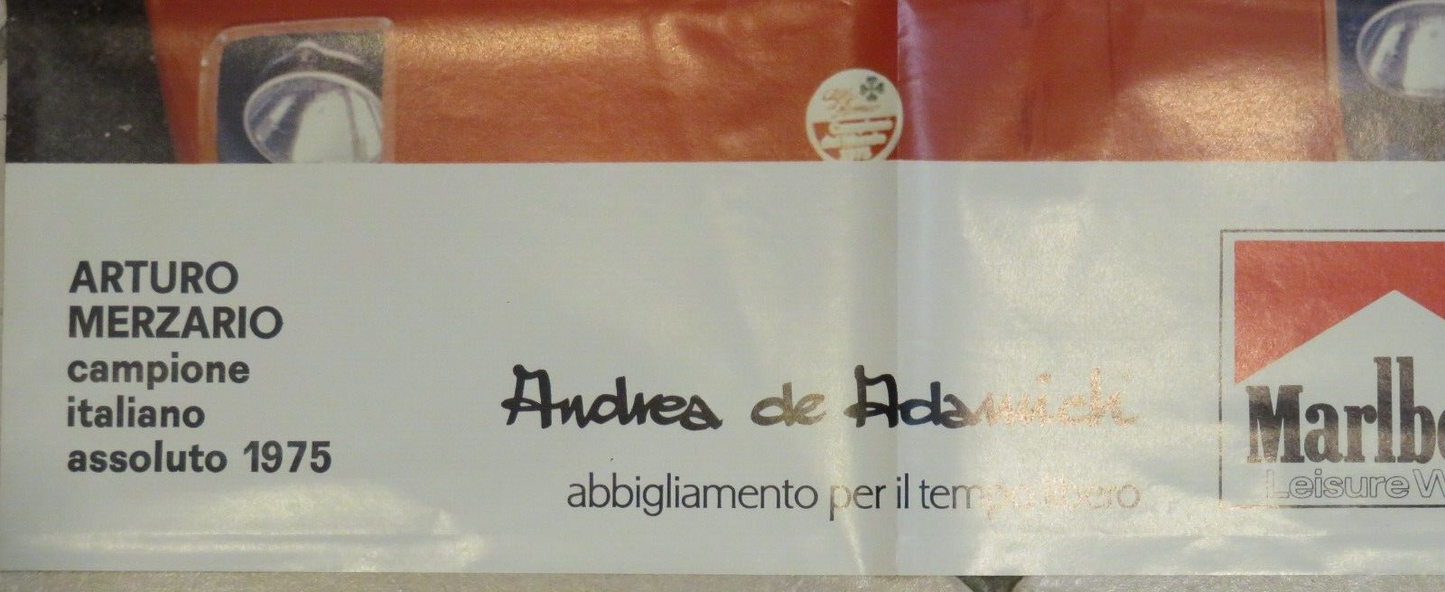 ARTURO
MERZARIO
campione
italiano
assoluto 1975
Andrea de Adamich
abbigliamento per il tempo libero
Marlbo
Leisure W